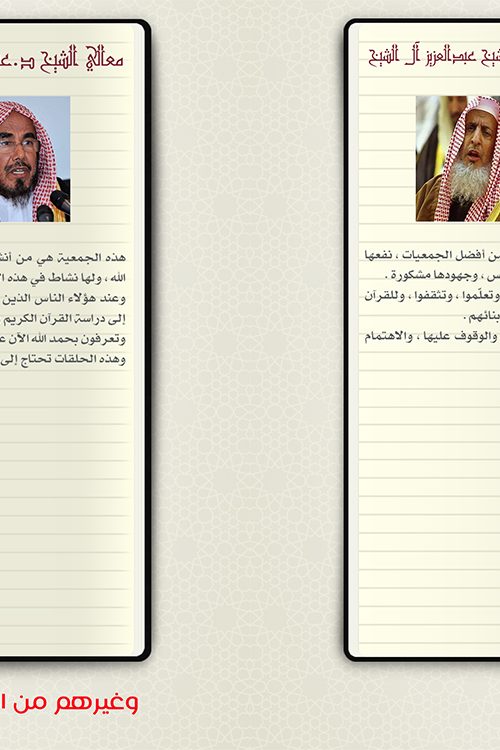 شيخ عبدالعزيز آل الشيخ
من أفضل الجمعيات ، نفعها
، وجهودها مشكورة .
وتعلّموا ، وتثقفوا ، وللقرآن
بنائهم .
والوقوف عليها ، والاهتمام
معالي الشيخ د.
هذه الجمعية هي من
الله ، ولها نشاط في هذه
وعند هؤلاء الناس الذين
إلى دراسة القرآن الكريم
وتعرفون بحمد الله الآن
وهذه الحلقات تحتاج إلى
وغيرهم من